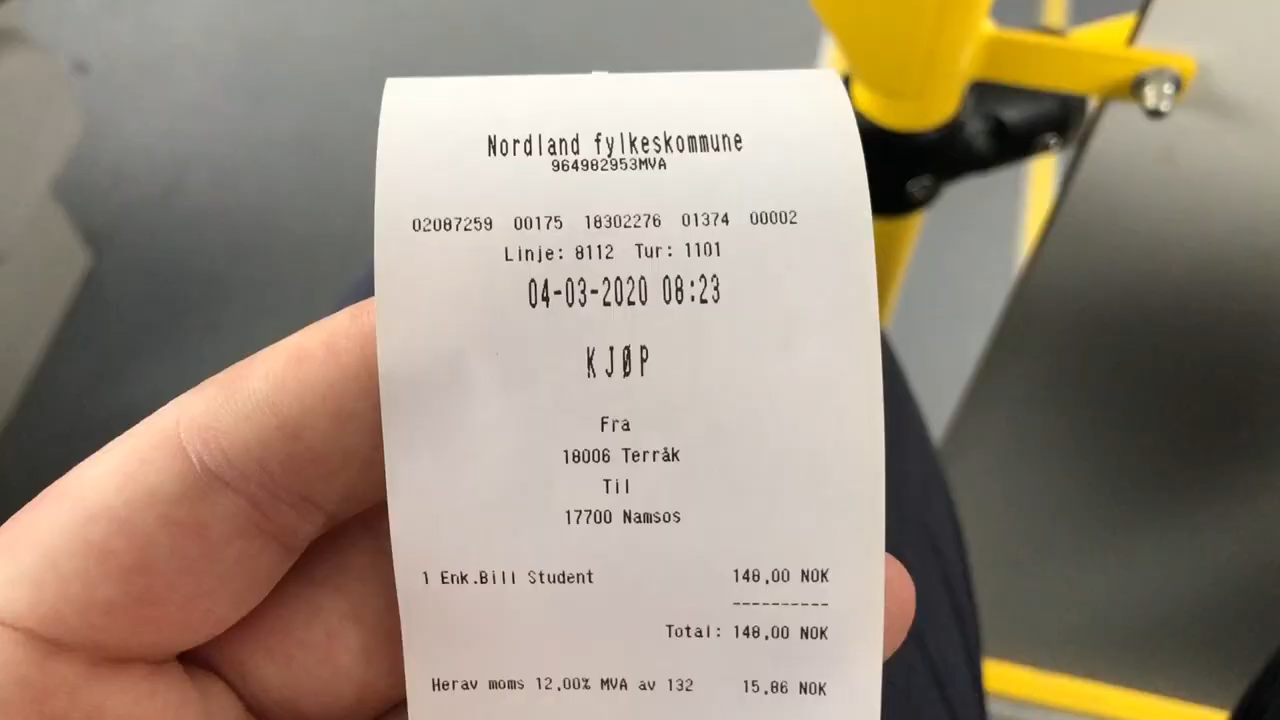 Nordland fylkeskommune
964982953MVA
02087259 00175 18302276 01374 00002
Linje: 8112 Tur: 1101
04-03-2020 08:23
KJØP
Fra
18006 Terråk
Til
17700 Namsos
1 Enk.Bill Student 148,00 NOK
----------
Total: 148,00 NOK
Herav moms 12,00% MVA av 132 15,86 NOK